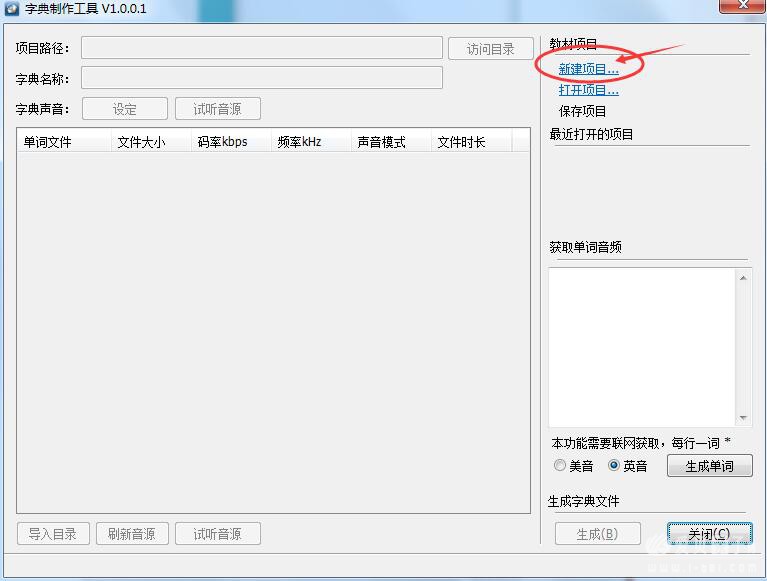 字典制作工具 V1.0.0.1
项目路径：
访问目录
字典名称：
字典声音：
设定
试听音源
单词文件 文件大小 码率kbps 频率kHz 声音模式 文件时长
导入目录
刷新音源
试听音源
教材项目
新建项目...
打开项目...
保存项目
最近打开的项目
获取单词音频
本功能需要联网获取，每行一词 *
美音
英音
生成单词
生成字典文件
生成(B)
关闭(C)